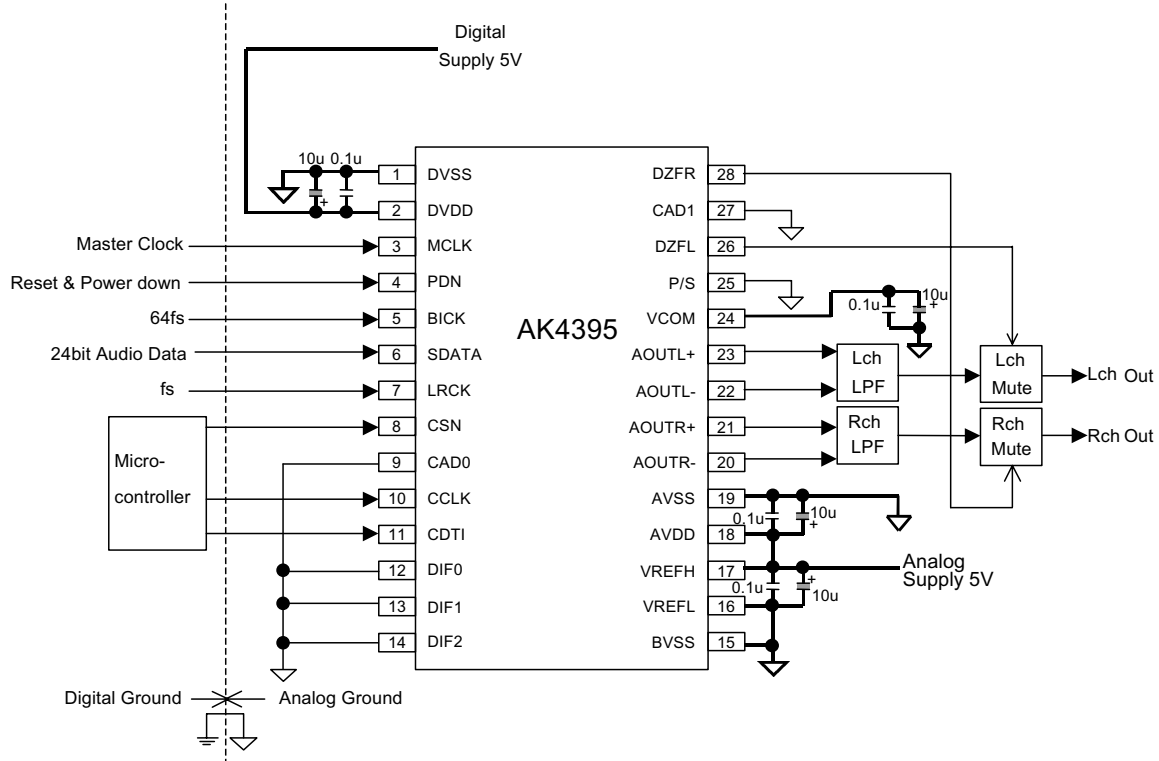 Digital
Supply 5V
10u 0.1u
+
1 DVSS
2 DVDD
Master Clock 3 MCLK
Reset & Power down 4 PDN
64fs 5 BICK
24bit Audio Data 6 SDATA
fs 7 LRCK
8 CSN
9 CAD0
10 CCLK
11 CDTI
12 DIF0
13 DIF1
14 DIF2
Micro-
controller
AK4395
DZFR 28
CAD1 27
DZFL 26
P/S 25
VCOM 24
AOUTL+ 23
AOUTL- 22
AOUTR+ 21
AOUTR- 20
AVSS 19
AVDD 18
VREFH 17
VREFL 16
BVSS 15
0.1u 10u
+
Lch
LPF
Lch
Mute
Lch Out
Rch
LPF
Rch
Mute
Rch Out
0.1u 10u
+
Analog
Supply 5V
0.1u + 10u
Digital Ground Analog Ground